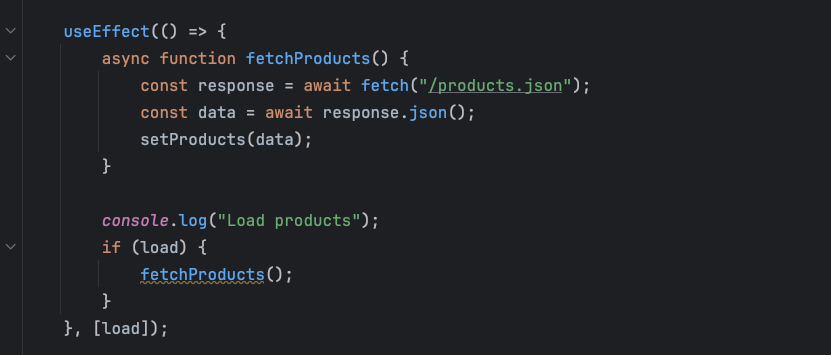 useEffect(() => {
    async function fetchProducts() {
        const response = await fetch("/products.json");
        const data = await response.json();
        setProducts(data);
    }

    console.log("Load products");
    if (load) {
        fetchProducts();
    }
}, [load]);